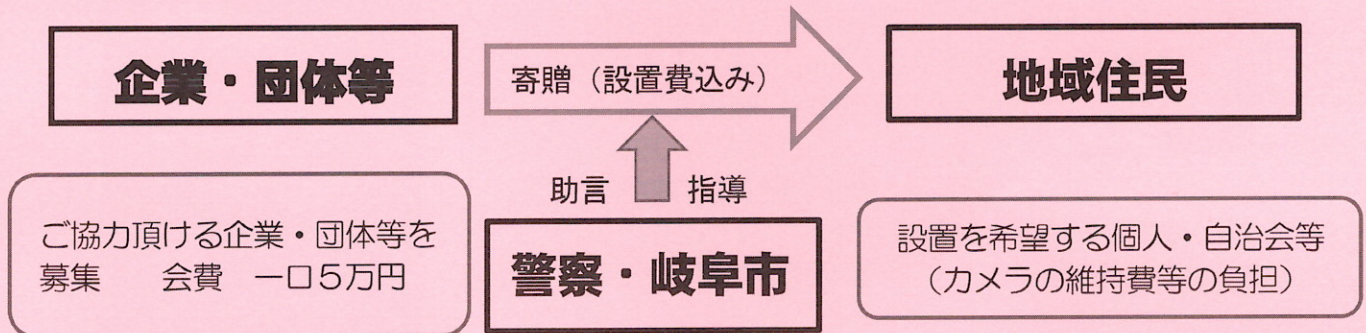 企業・団体等
寄贈（設置費込み）
地域住民
助言 指導
ご協力頂ける企業・団体等を
募集 会費 一口５万円
警察・岐阜市
設置を希望する個人・自治会等
（カメラの維持費等の負担）